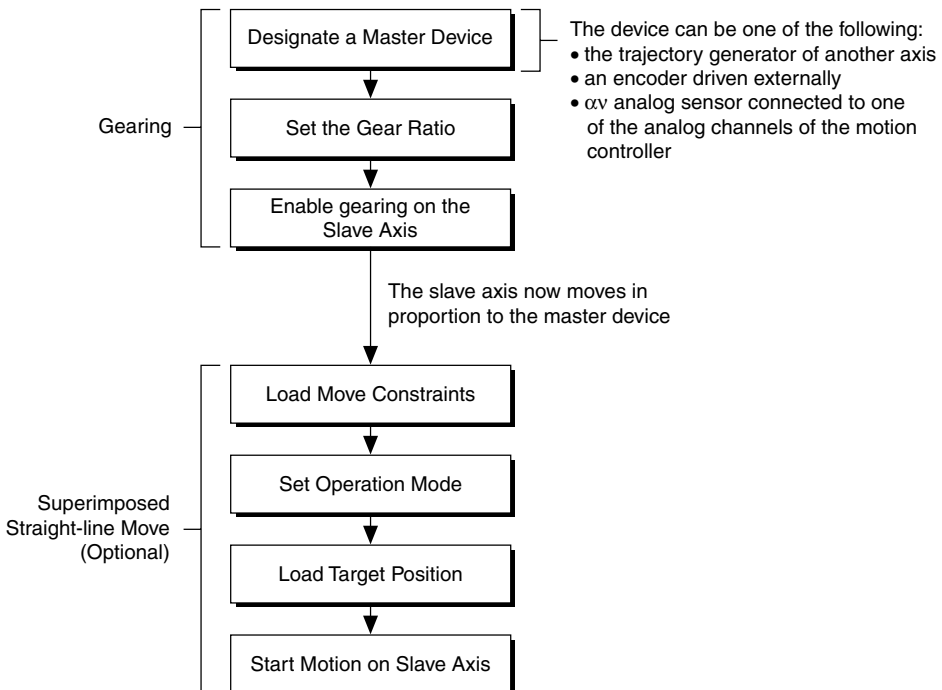 Designate a Master Device
The device can be one of the following:
• the trajectory generator of another axis
• an encoder driven externally
• αν analog sensor connected to one
of the analog channels of the motion
controller
Gearing
Set the Gear Ratio
Enable gearing on the
Slave Axis
The slave axis now moves in
proportion to the master device
Load Move Constraints
Set Operation Mode
Superimposed
Straight-line Move
(Optional)
Load Target Position
Start Motion on Slave Axis